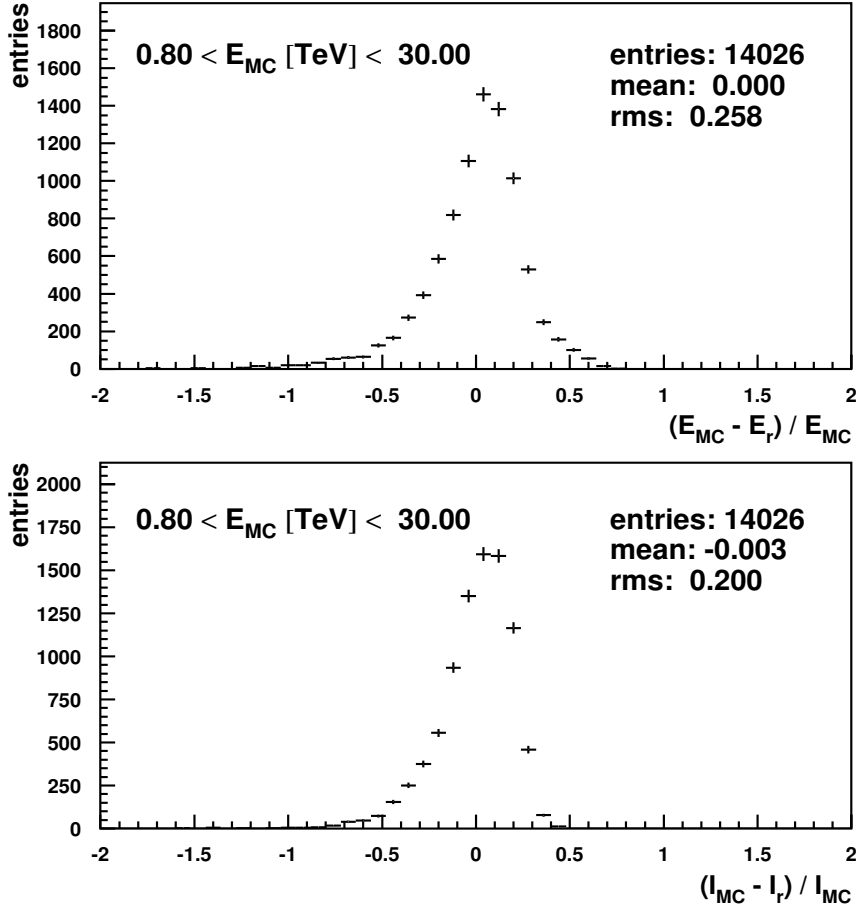 entries
1800
1600
1400
1200
1000
800
600
400
200
0
0.80 < E_MC [TeV] < 30.00
entries: 14026
mean: 0.000
rms: 0.258
-2 -1.5 -1 -0.5 0 0.5 1 1.5 2
(E_MC - E_r) / E_MC
entries
2000
1750
1500
1250
1000
750
500
250
0
0.80 < E_MC [TeV] < 30.00
entries: 14026
mean: -0.003
rms: 0.200
-2 -1.5 -1 -0.5 0 0.5 1 1.5 2
(I_MC - I_r) / I_MC